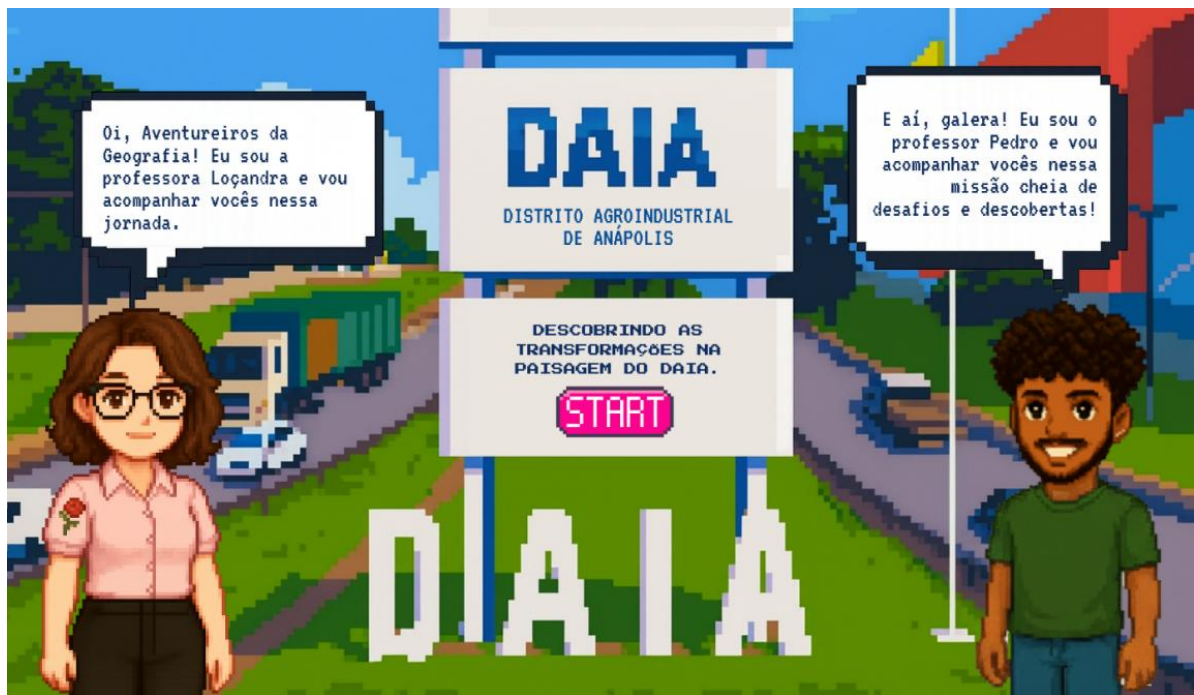 Oi, Aventureiros da
Geografia! Eu sou a
professora Loçandra e vou
acompanhar vocês nessa
jornada.
DAIA
DISTRITO AGROINDUSTRIAL
DE ANÁPOLIS
E aí, galera! Eu sou o
professor Pedro e vou
acompanhar vocês nessa
missão cheia de
desafios e descobertas!
DESCOBRINDO AS
TRANSFORMAÇÕES NA
PAISAGEM DO DAIA.
START
DAIA